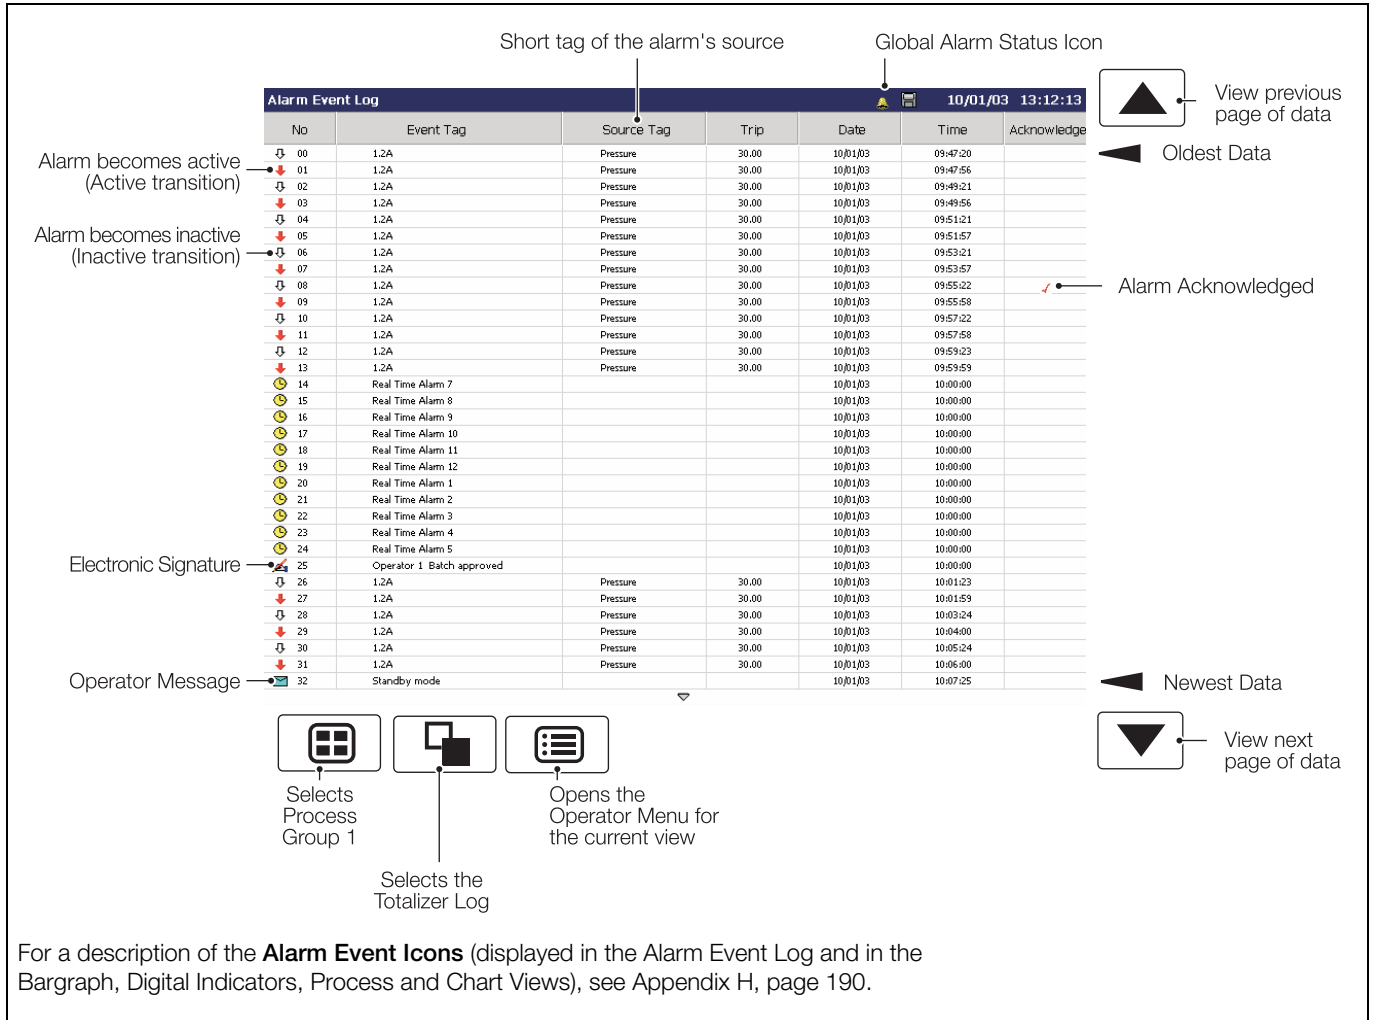 Short tag of the alarm's source
Global Alarm Status Icon
Alarm Event Log 10/01/03 13:12:13
View previous
page of data
No Event Tag Source Tag Trip Date Time Acknowledge
Oldest Data
Alarm becomes active
(Active transition)
Alarm becomes inactive
(Inactive transition)
00 1.2A Pressure 30.00 10/01/03 09:47:20
01 1.2A Pressure 30.00 10/01/03 09:47:56
02 1.2A Pressure 30.00 10/01/03 09:49:21
03 1.2A Pressure 30.00 10/01/03 09:49:56
04 1.2A Pressure 30.00 10/01/03 09:51:21
05 1.2A Pressure 30.00 10/01/03 09:51:57
06 1.2A Pressure 30.00 10/01/03 09:53:21
07 1.2A Pressure 30.00 10/01/03 09:53:57
08 1.2A Pressure 30.00 10/01/03 09:55:22
Alarm Acknowledged
09 1.2A Pressure 30.00 10/01/03 09:55:58
10 1.2A Pressure 30.00 10/01/03 09:57:22
11 1.2A Pressure 30.00 10/01/03 09:57:58
12 1.2A Pressure 30.00 10/01/03 09:59:23
13 1.2A Pressure 30.00 10/01/03 09:59:59
14 Real Time Alarm 7 10/01/03 10:00:00
15 Real Time Alarm 8 10/01/03 10:00:00
16 Real Time Alarm 9 10/01/03 10:00:00
17 Real Time Alarm 10 10/01/03 10:00:00
18 Real Time Alarm 11 10/01/03 10:00:00
19 Real Time Alarm 12 10/01/03 10:00:00
20 Real Time Alarm 1 10/01/03 10:00:00
21 Real Time Alarm 2 10/01/03 10:00:00
22 Real Time Alarm 3 10/01/03 10:00:00
23 Real Time Alarm 4 10/01/03 10:00:00
24 Real Time Alarm 5 10/01/03 10:00:00
Electronic Signature
25 Operator 1 Batch approved 10/01/03 10:00:00
26 1.2A Pressure 30.00 10/01/03 10:01:23
27 1.2A Pressure 30.00 10/01/03 10:01:59
28 1.2A Pressure 30.00 10/01/03 10:03:24
29 1.2A Pressure 30.00 10/01/03 10:04:00
30 1.2A Pressure 30.00 10/01/03 10:05:24
31 1.2A Pressure 30.00 10/01/03 10:06:00
Operator Message
32 Standby mode 10/01/03 10:07:25
Newest Data
View next
page of data
Selects
Process
Group 1
Opens the
Operator Menu for
the current view
Selects the
Totalizer Log
For a description of the Alarm Event Icons (displayed in the Alarm Event Log and in the
Bargraph, Digital Indicators, Process and Chart Views), see Appendix H, page 190.